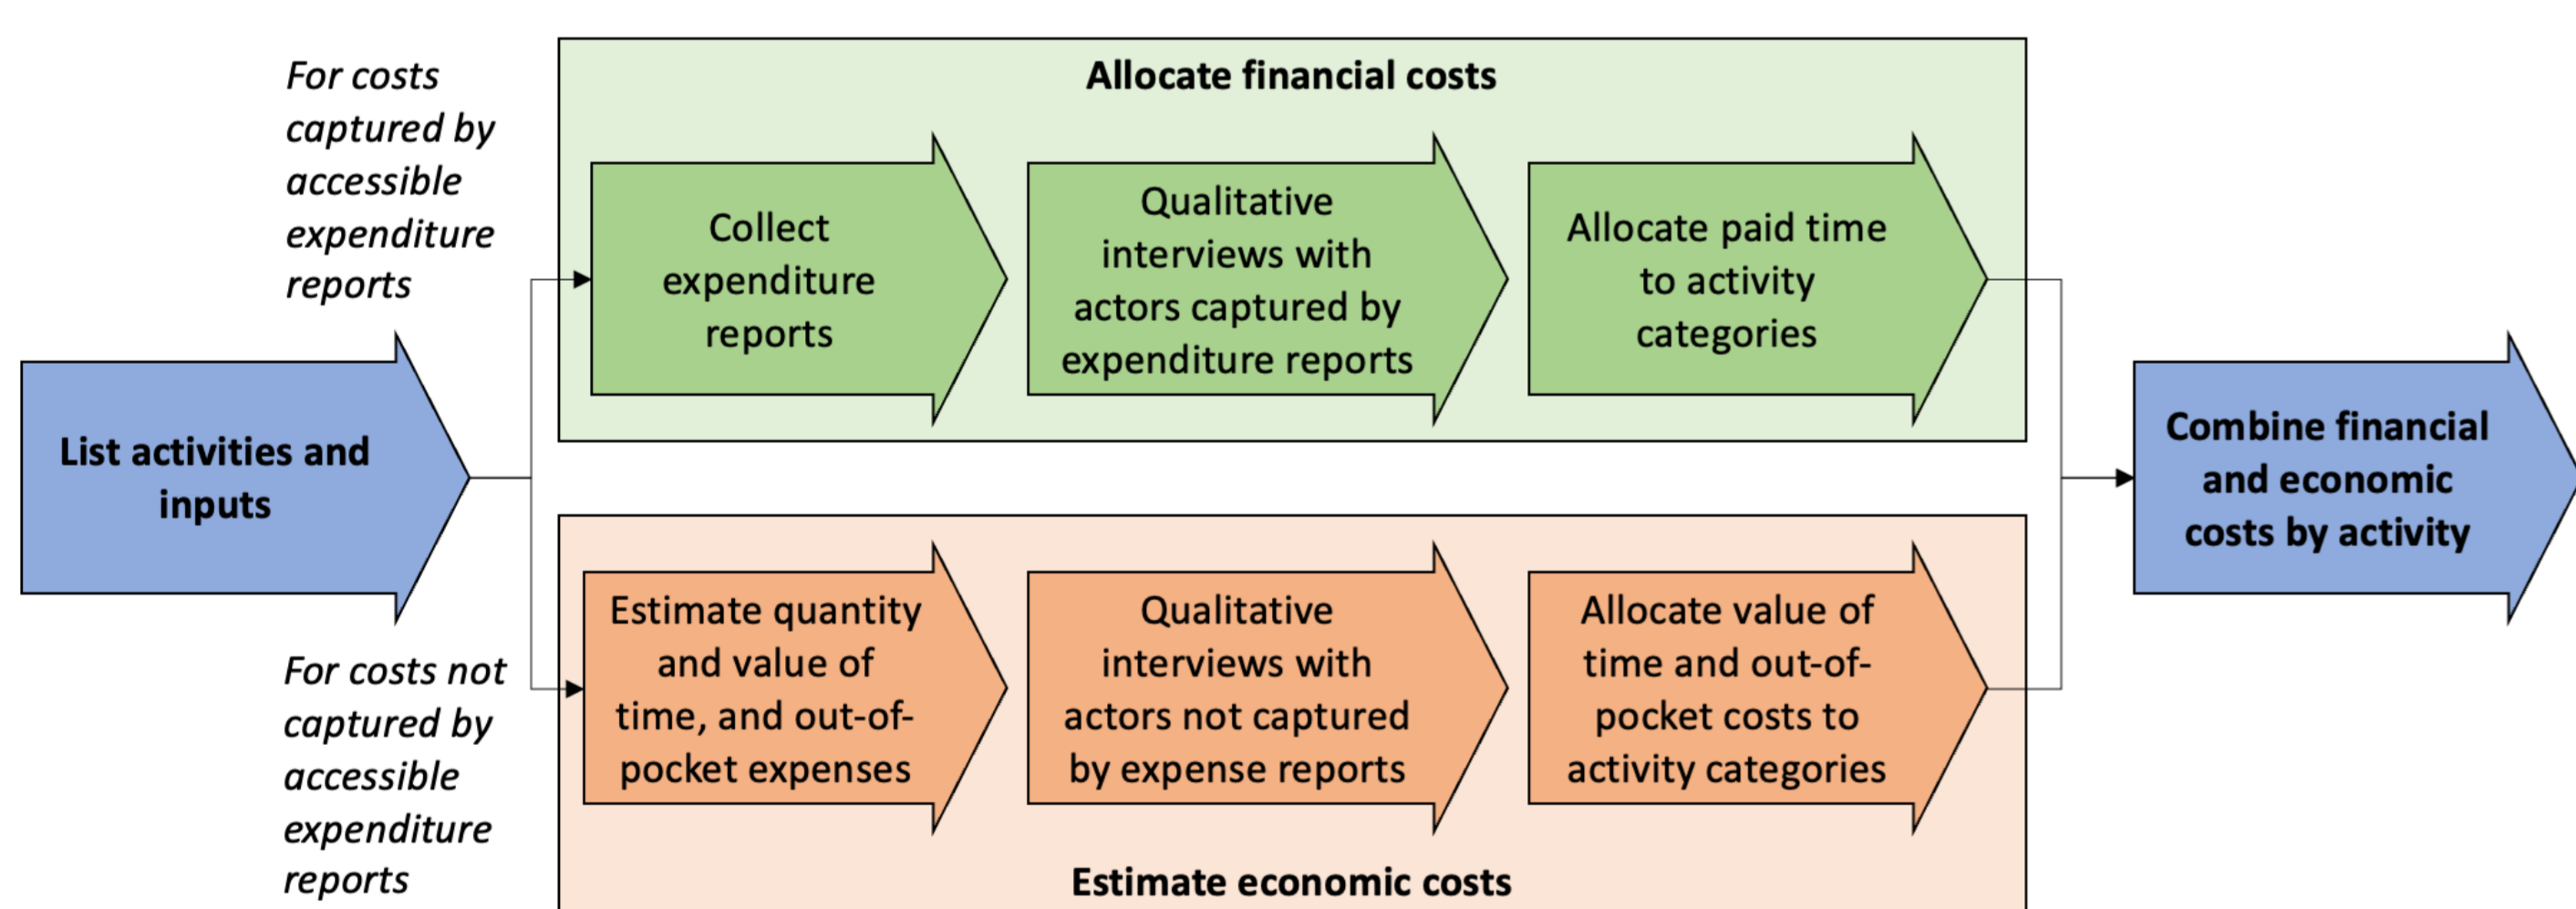 For costs
captured by
accessible
expenditure
reports
List activities and
inputs
For costs not
captured by
accessible
expenditure
reports
Allocate financial costs
Collect
expenditure
reports
Qualitative
interviews with
actors captured by
expenditure reports
Allocate paid time
to activity
categories
Estimate quantity
and value of
time, and out-of-
pocket expenses
Qualitative
interviews with
actors not captured
by expense reports
Allocate value of
time and out-of-
pocket costs to
activity categories
Estimate economic costs
Combine financial
and economic
costs by activity